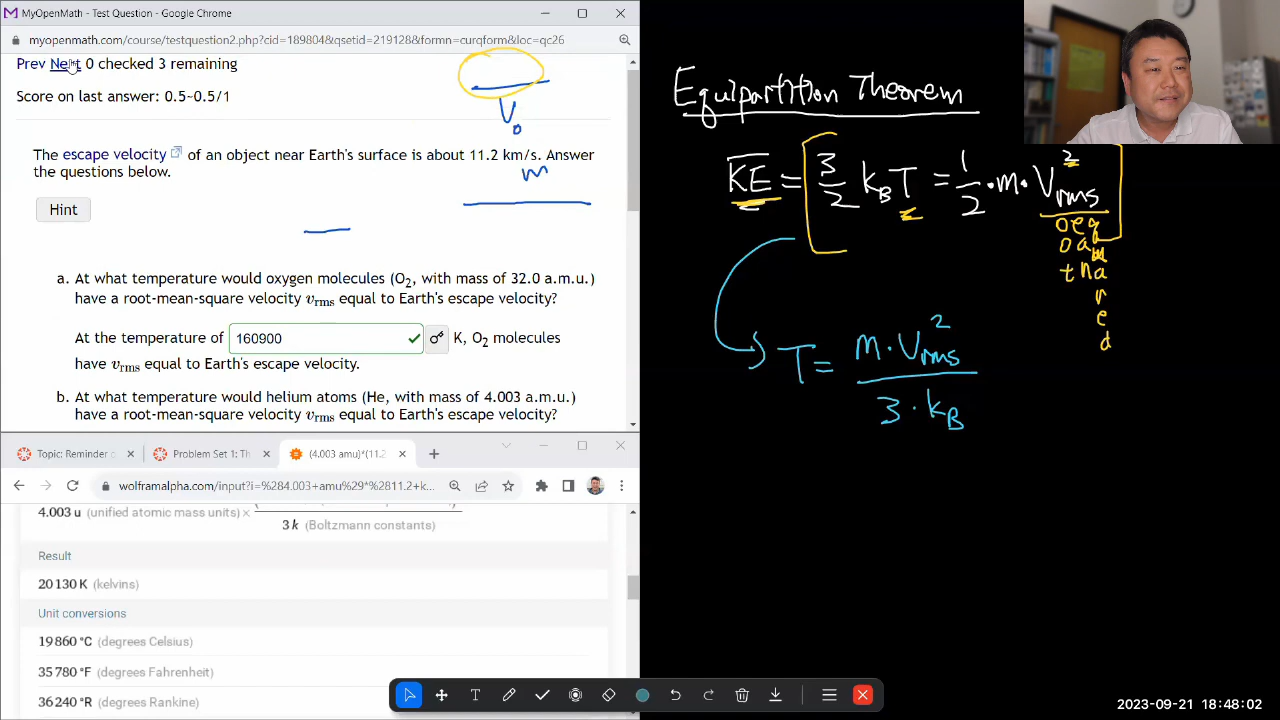 MyOpenMath - Test Question - Google Chrome
myopenmath.com/course/testquestion2.php?cid=189804&qsetid=219128&formn=curqform&loc=qc26
Prev Next 0 checked 3 remaining
Score on last answer: 0.5~0.5/1
V₀
The escape velocity of an object near Earth's surface is about 11.2 km/s. Answer
the questions below.
m
Hint
a. At what temperature would oxygen molecules (O₂, with mass of 32.0 a.m.u.)
have a root-mean-square velocity vrms equal to Earth's escape velocity?
At the temperature of 160900 K, O₂ molecules
have vrms equal to Earth's escape velocity.
b. At what temperature would helium atoms (He, with mass of 4.003 a.m.u.)
have a root-mean-square velocity vrms equal to Earth's escape velocity?
Topic: Reminder o
Problem Set 1: Th
(4.003 amu)*(11.2
wolframalpha.com/input?i=%284.003+amu%29*%2811.2+k...
4.003 u (unified atomic mass units) ×
3 k (Boltzmann constants)
Result
20130 K (kelvins)
Unit conversions
19860 °C (degrees Celsius)
35780 °F (degrees Fahrenheit)
36240 °R (degrees Rankine)
Equipartition Theorem
KE = 3/2 kBT = 1/2 · m · Vrms²
root
mean
squared
T = m · Vrms² / 3 · kB
T
2023-09-21 18:48:02